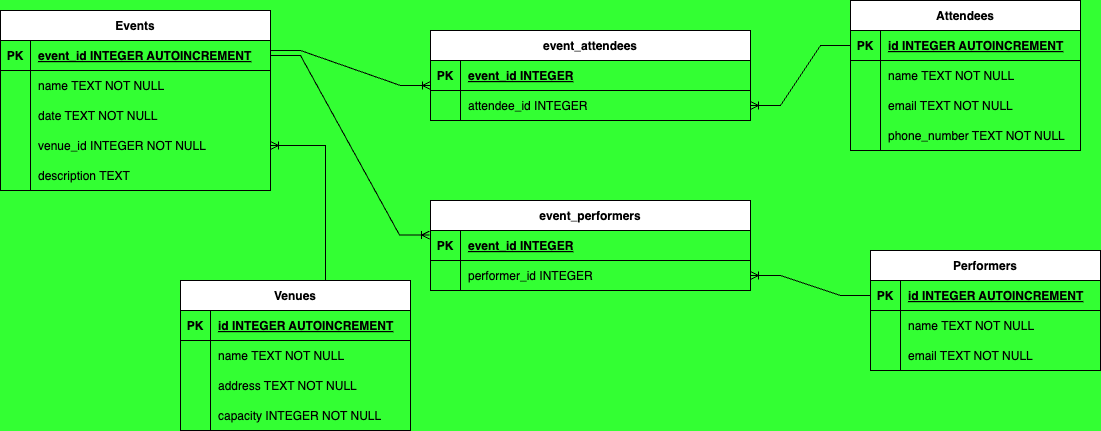 Events
PK event_id INTEGER AUTOINCREMENT
name TEXT NOT NULL
date TEXT NOT NULL
venue_id INTEGER NOT NULL
description TEXT
event_attendees
PK event_id INTEGER
attendee_id INTEGER
Attendees
PK id INTEGER AUTOINCREMENT
name TEXT NOT NULL
email TEXT NOT NULL
phone_number TEXT NOT NULL
event_performers
PK event_id INTEGER
performer_id INTEGER
Venues
PK id INTEGER AUTOINCREMENT
name TEXT NOT NULL
address TEXT NOT NULL
capacity INTEGER NOT NULL
Performers
PK id INTEGER AUTOINCREMENT
name TEXT NOT NULL
email TEXT NOT NULL